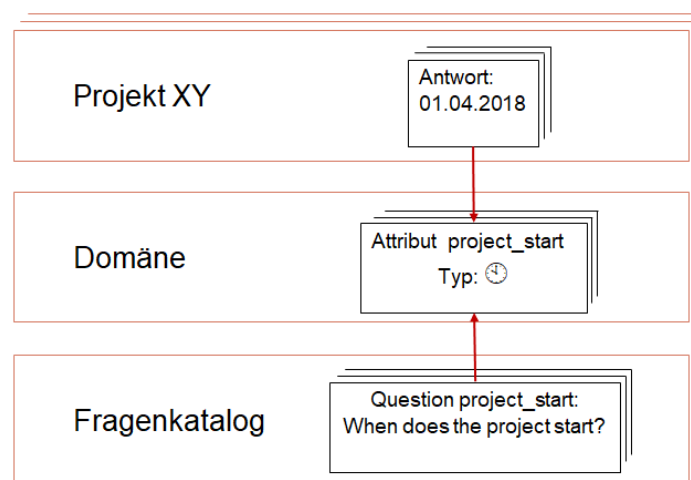 Projekt XY
Antwort:
01.04.2018
Domäne
Attribut project_start
Typ:
Fragenkatalog
Question project_start:
When does the project start?